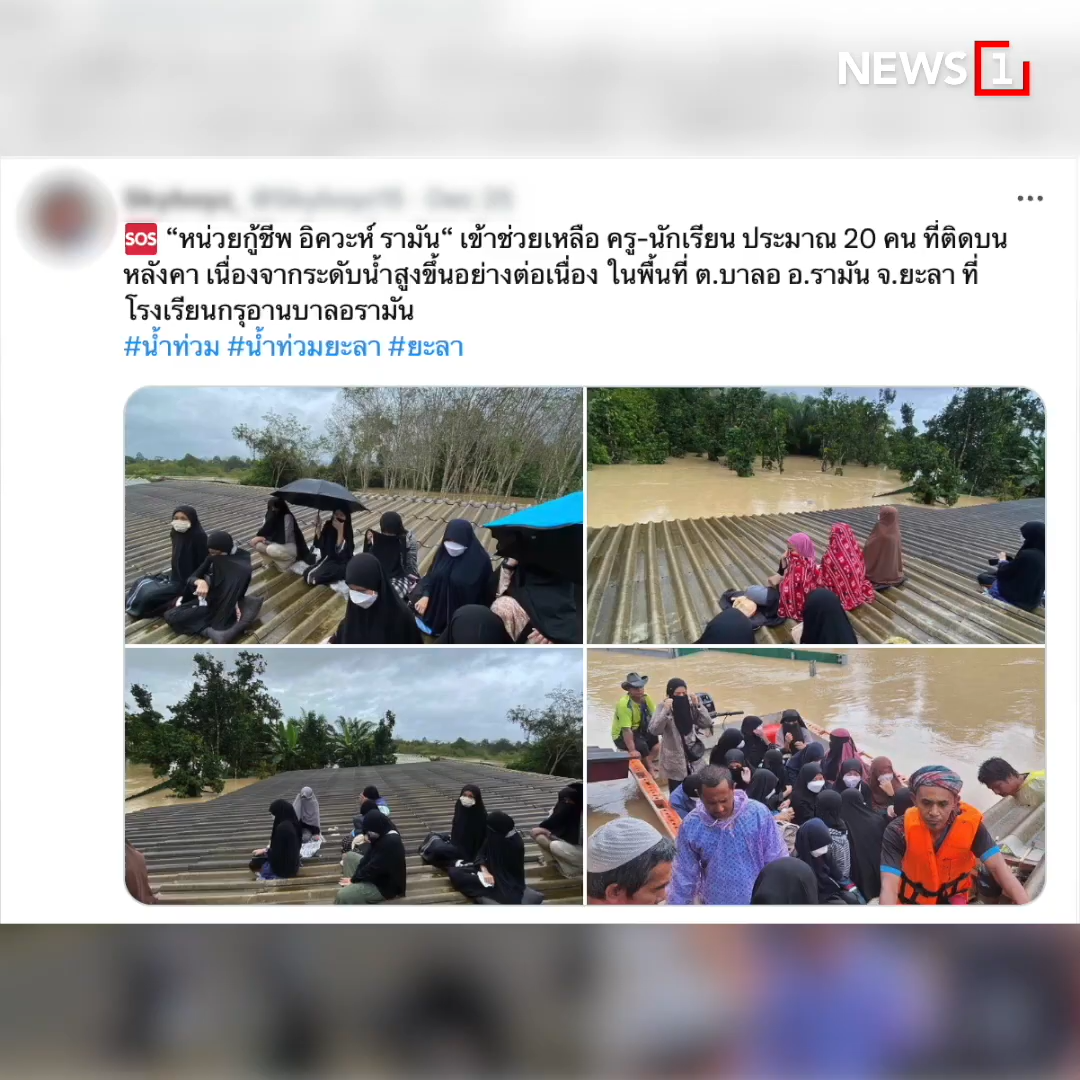 NEWS 1
SOS “หน่วยกู้ชีพ อิควะห์ รามัน“ เข้าช่วยเหลือ ครู-นักเรียน ประมาณ 20 คน ที่ติดบน
หลังคา เนื่องจากระดับน้ำสูงขึ้นอย่างต่อเนื่อง ในพื้นที่ ต.บาลอ อ.รามัน จ.ยะลา ที่
โรงเรียนกรุอานบาลอรามัน
#น้ำท่วม #น้ำท่วมยะลา #ยะลา